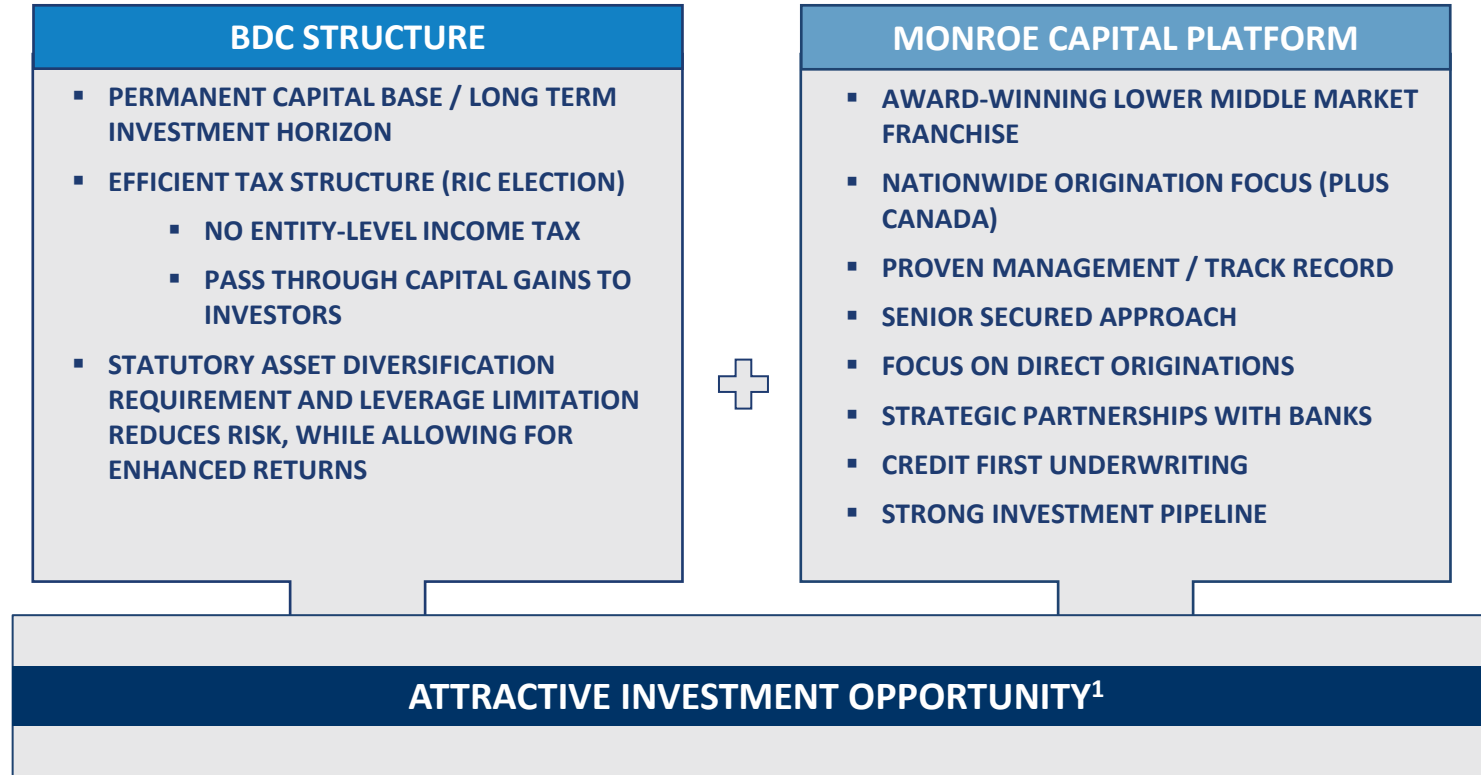 BDC STRUCTURE
▪ PERMANENT CAPITAL BASE / LONG TERM
INVESTMENT HORIZON
▪ EFFICIENT TAX STRUCTURE (RIC ELECTION)
▪ NO ENTITY-LEVEL INCOME TAX
▪ PASS THROUGH CAPITAL GAINS TO
INVESTORS
▪ STATUTORY ASSET DIVERSIFICATION
REQUIREMENT AND LEVERAGE LIMITATION
REDUCES RISK, WHILE ALLOWING FOR
ENHANCED RETURNS
MONROE CAPITAL PLATFORM
▪ AWARD-WINNING LOWER MIDDLE MARKET
FRANCHISE
▪ NATIONWIDE ORIGINATION FOCUS (PLUS
CANADA)
▪ PROVEN MANAGEMENT / TRACK RECORD
▪ SENIOR SECURED APPROACH
▪ FOCUS ON DIRECT ORIGINATIONS
▪ STRATEGIC PARTNERSHIPS WITH BANKS
▪ CREDIT FIRST UNDERWRITING
▪ STRONG INVESTMENT PIPELINE
ATTRACTIVE INVESTMENT OPPORTUNITY¹